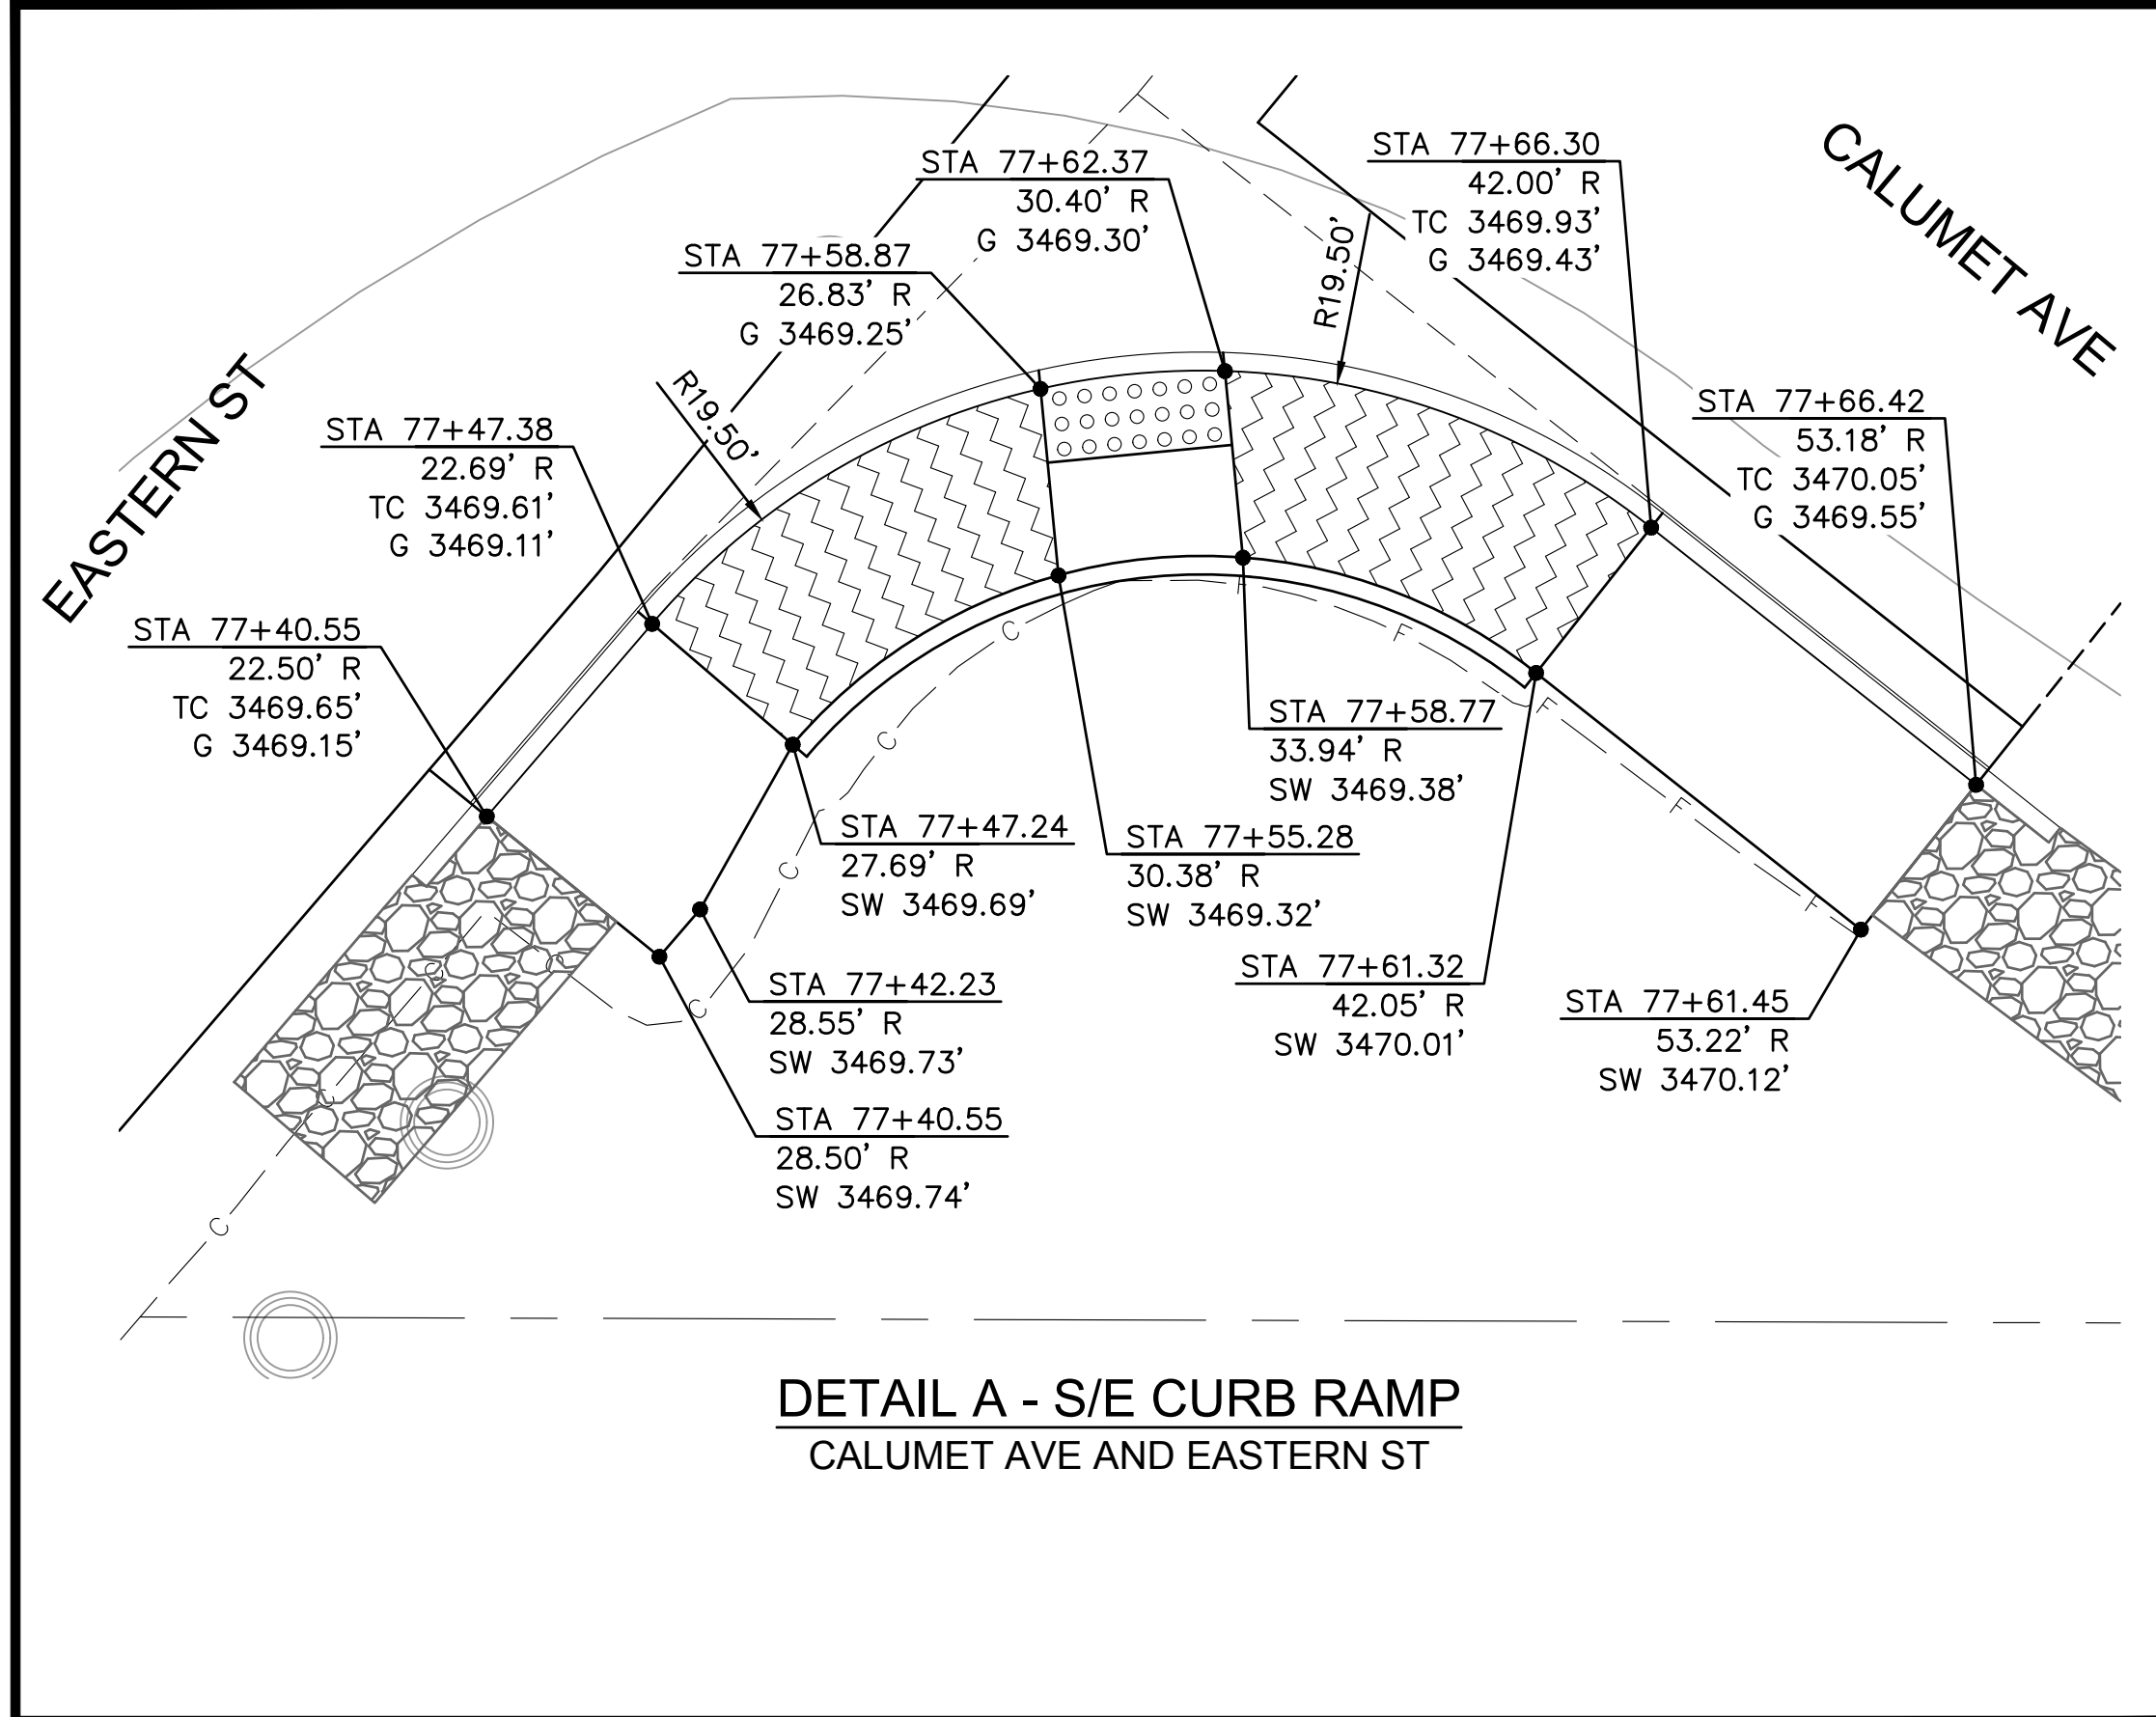 STA 77+62.37
30.40' R
G 3469.30'
STA 77+66.30
42.00' R
TC 3469.93'
G 3469.43'
CALUMET AVE
R19.50'
STA 77+58.87
26.83' R
G 3469.25'
EASTERN ST
R19.50'
STA 77+47.38
22.69' R
TC 3469.61'
G 3469.11'
STA 77+66.42
53.18' R
TC 3470.05'
G 3469.55'
STA 77+40.55
22.50' R
TC 3469.65'
G 3469.15'
F
C
F
C
F
STA 77+58.77
33.94' R
SW 3469.38'
F
STA 77+47.24
27.69' R
SW 3469.69'
STA 77+55.28
30.38' R
SW 3469.32'
C
C
F
C
C
C
STA 77+42.23
28.55' R
SW 3469.73'
STA 77+61.32
42.05' R
SW 3470.01'
STA 77+61.45
53.22' R
SW 3470.12'
C
STA 77+40.55
28.50' R
SW 3469.74'
C
DETAIL A - S/E CURB RAMP
CALUMET AVE AND EASTERN ST